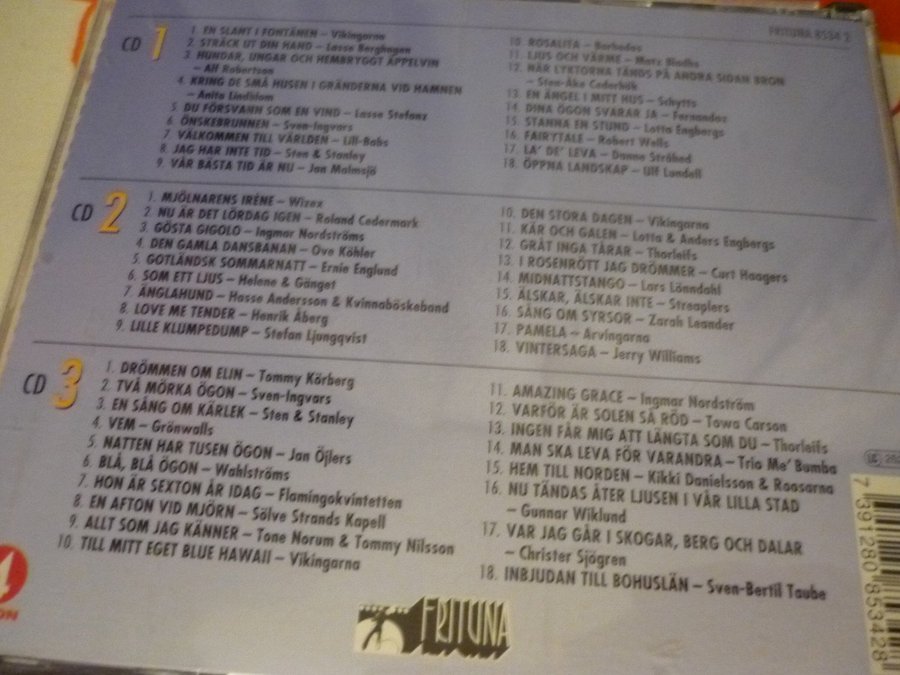 FRITUNA 8534 2
CD 1
1. EN SLANT I FONTÄNEN – Vikingarna
2. STRÄCK UT DIN HAND – Lasse Berghagen
3. HUNDAR, UNGAR OCH HEMBRYGGT ÄPPELVIN
– Alf Robertson
4. KRING DE SMÅ HUSEN I GRÄNDERNA VID HAMNEN
– Anita Lindblom
5. DU FÖRSVANN SOM EN VIND – Lasse Stefanz
6. ÖNSKEBRUNNEN – Sven-Ingvars
7. VÄLKOMMEN TILL VÄRLDEN – Lill-Babs
8. JAG HAR INTE TID – Sten & Stanley
9. VÅR BÄSTA TID ÄR NU – Jan Malmsjö
10. ROSALITA – Barbados
11. LJUS OCH VÄRME – Mats Bladhs
12. NÄR LYKTORNA TÄNDS PÅ ANDRA SIDAN BRON
– Sten-Åke Cederhök
13. EN ÄNGEL I MITT HUS – Schytts
14. DINA ÖGON SVARAR JA – Fernandoz
15. STANNA EN STUND – Lotta Engbergs
16. FAIRYTALE – Robert Wells
17. LA' DE' LEVA – Danne Stråhed
18. ÖPPNA LANDSKAP – Ulf Lundell
CD 2
1. MJÖLNARENS IRÈNE – Wizex
2. NU ÄR DET LÖRDAG IGEN – Roland Cedermark
3. GÖSTA GIGOLO – Ingmar Nordströms
4. DEN GAMLA DANSBANAN – Ove Köhler
5. GOTLÄNDSK SOMMARNATT – Ernie Englund
6. SOM ETT LJUS – Helene & Gänget
7. ÄNGLAHUND – Hasse Andersson & Kvinnaböskeband
8. LOVE ME TENDER – Henrik Åberg
9. LILLE KLUMPEDUMP – Stefan Ljungqvist
10. DEN STORA DAGEN – Vikingarna
11. KÄR OCH GALEN – Lotta & Anders Engbergs
12. GRÅT INGA TÅRAR – Thorleifs
13. I ROSENRÖTT JAG DRÖMMER – Curt Haagers
14. MIDNATTSTANGO – Lars Lönndahl
15. ÄLSKAR, ÄLSKAR INTE – Streaplers
16. SÅNG OM SYRSOR – Zarah Leander
17. PAMELA – Arvingarna
18. VINTERSAGA – Jerry Williams
CD 3
1. DRÖMMEN OM ELIN – Tommy Körberg
2. TVÅ MÖRKA ÖGON – Sven-Ingvars
3. EN SÅNG OM KÄRLEK – Sten & Stanley
4. VEM – Grönwalls
5. NATTEN HAR TUSEN ÖGON – Jan Öjlers
6. BLÅ, BLÅ ÖGON – Wahlströms
7. HON ÄR SEXTON ÅR IDAG – Flamingokvintetten
8. EN AFTON VID MJÖRN – Sölve Strands Kapell
9. ALLT SOM JAG KÄNNER – Tone Norum & Tommy Nilsson
10. TILL MITT EGET BLUE HAWAII – Vikingarna
11. AMAZING GRACE – Ingmar Nordström
12. VARFÖR ÄR SOLEN SÅ RÖD – Towa Carson
13. INGEN FÅR MIG ATT LÄNGTA SOM DU – Thorleifs
14. MAN SKA LEVA FÖR VARANDRA – Trio Me' Bumba
15. HEM TILL NORDEN – Kikki Danielsson & Roosarna
16. NU TÄNDAS ÅTER LJUSEN I VÅR LILLA STAD
– Gunnar Wiklund
17. VAR JAG GÅR I SKOGAR, BERG OCH DALAR
– Christer Sjögren
18. INBJUDAN TILL BOHUSLÄN – Sven-Bertil Taube
4
FRITUNA
7 391280 853428